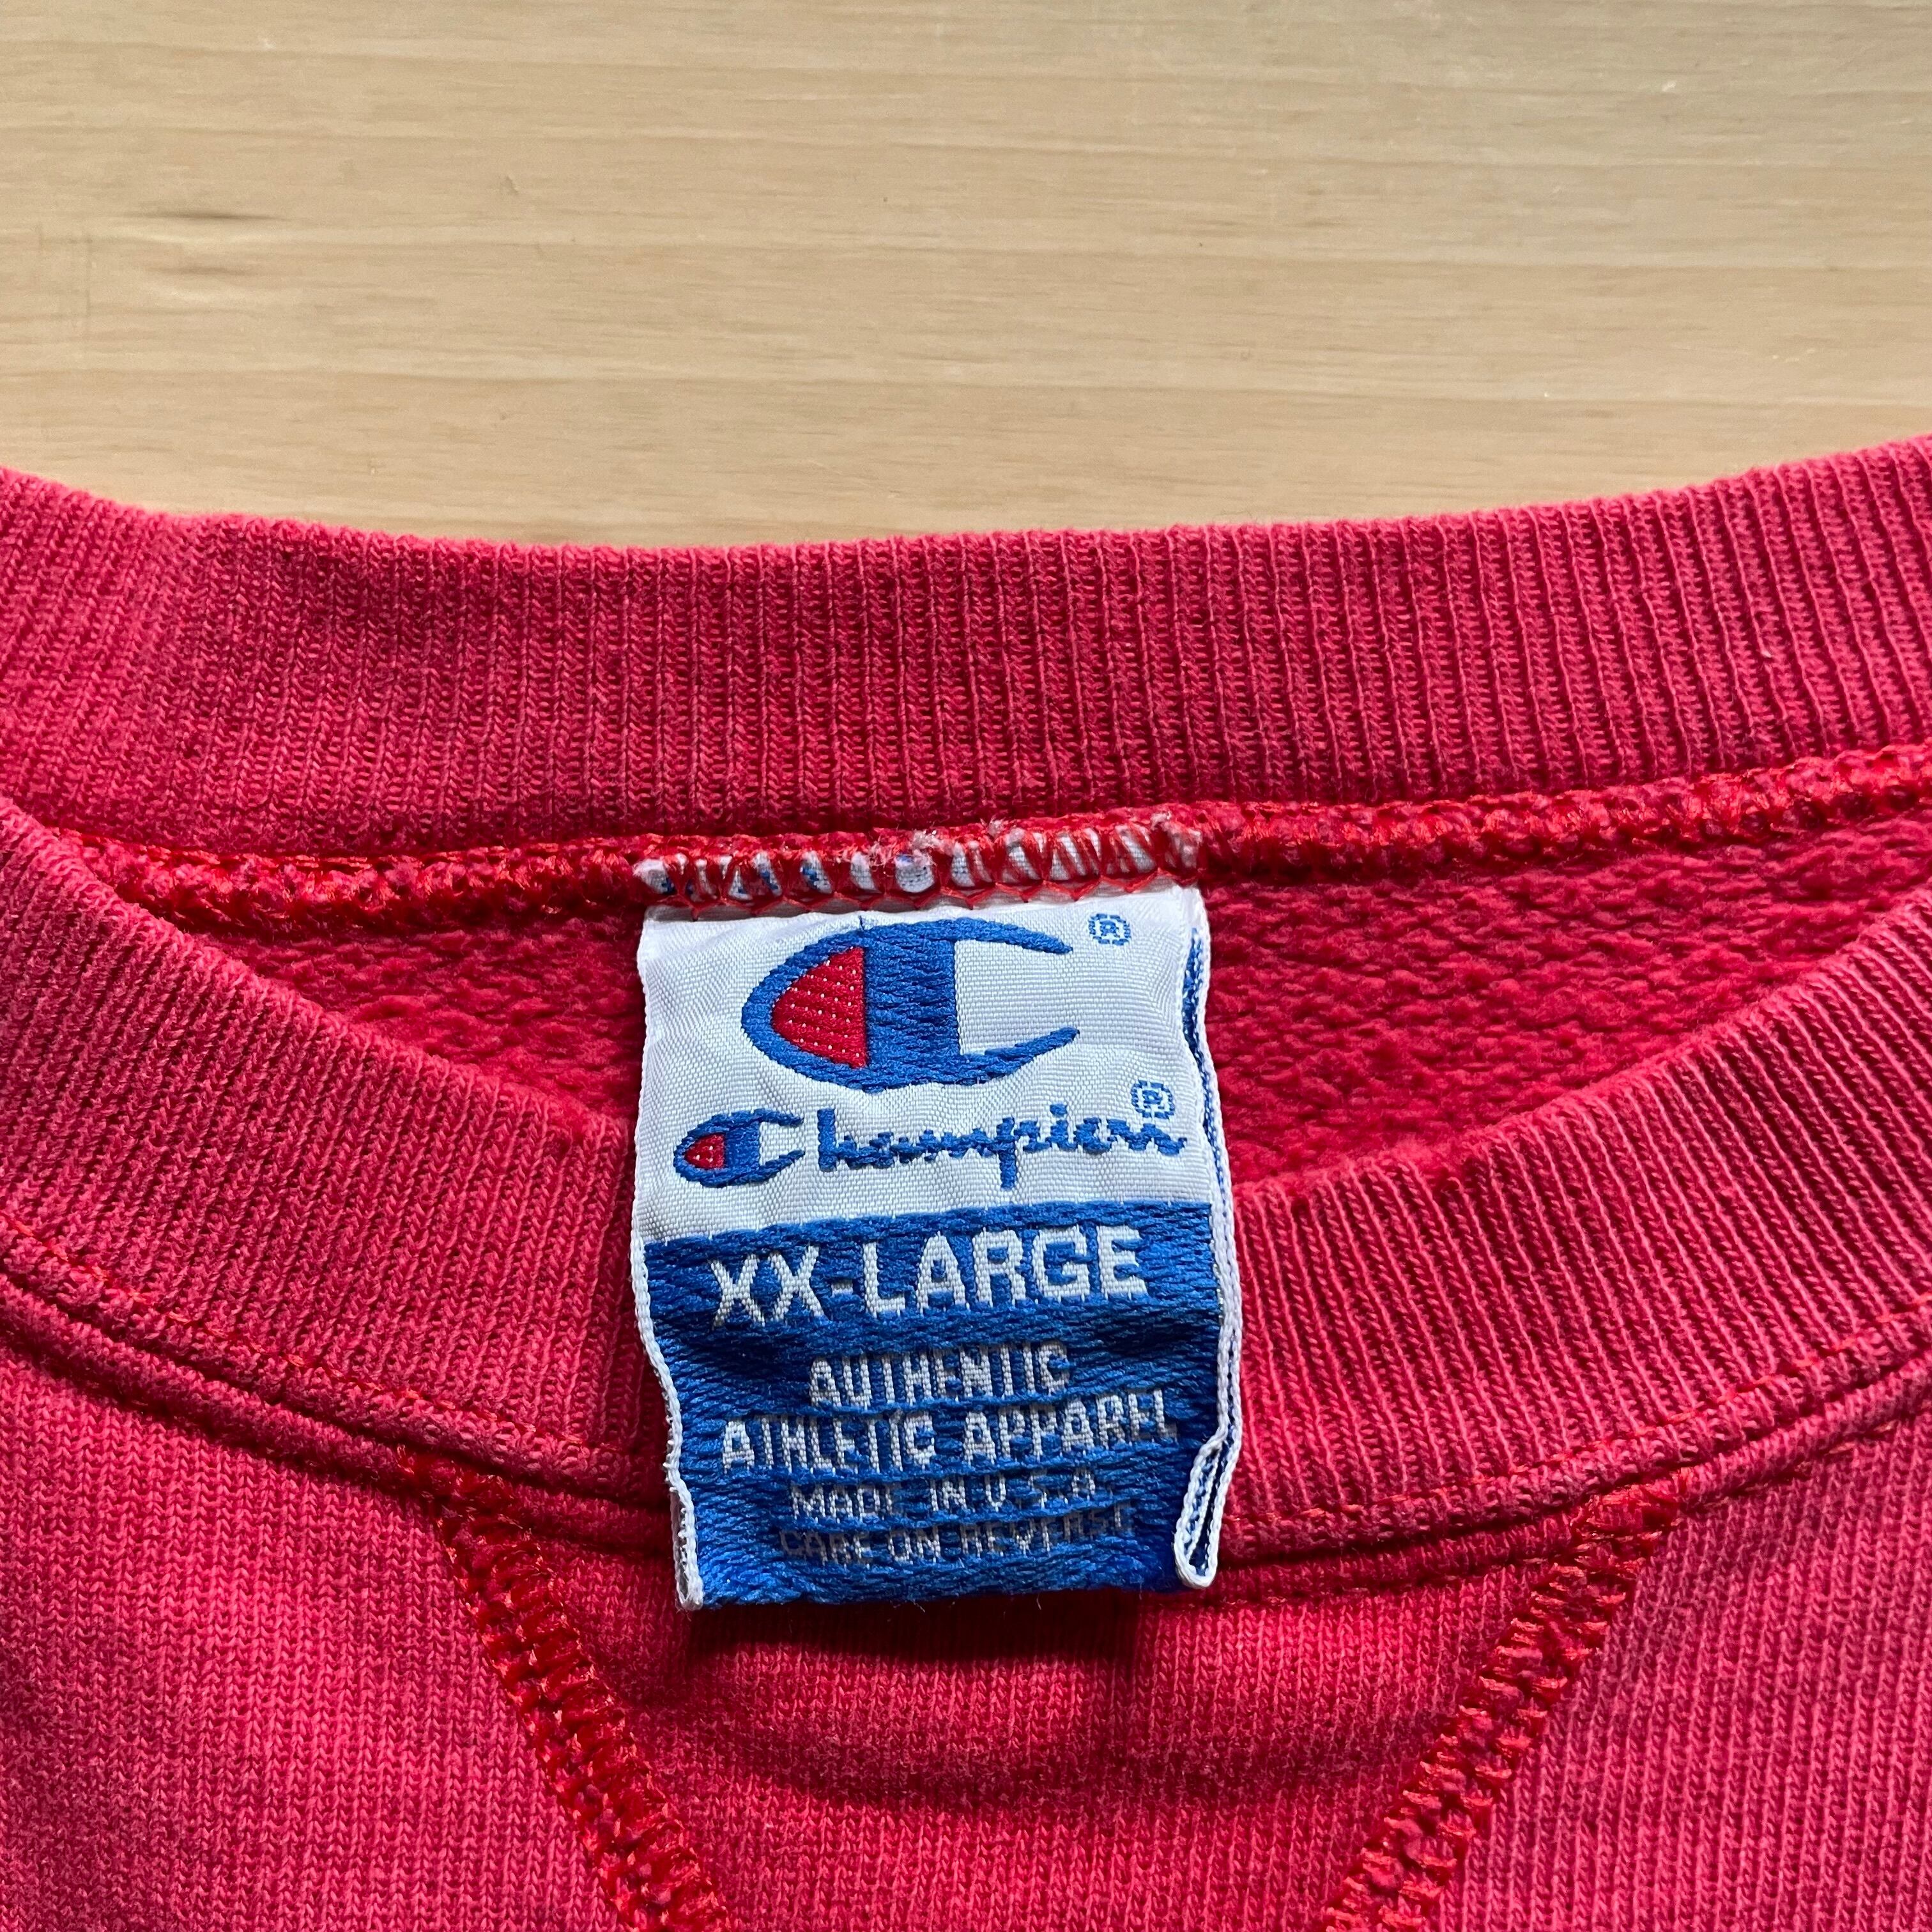 ®
Champion®
XX-LARGE
AUTHENTIC
ATHLETIC APPAREL
MADE IN U.S.A.
CARE ON REVERSE